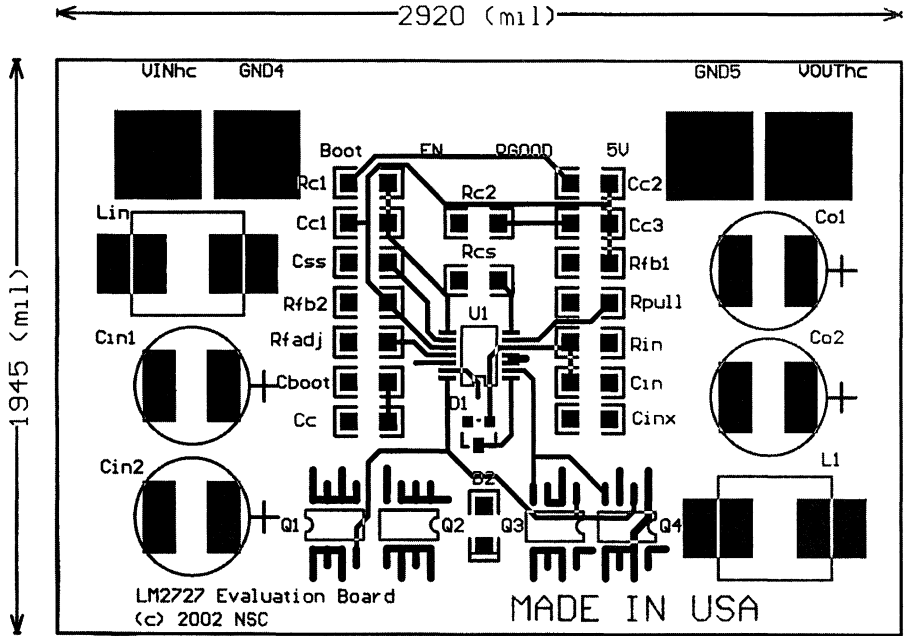 2920 (mil)
VINhc GND4 GND5 VOUThc
Boot EN PGOOD 5V
Rc1 Rc2 Cc2
Lin Cc1 Cc3 Co1
Css Rcs Rfb1
Rfb2 U1 Rpull
Cin1 Rfadj Rin Co2
Cboot Cin
D1
Cc Cinx
Cin2 D2 L1
Q1 Q2 Q3 Q4
LM2727 Evaluation Board
(c) 2002 NSC
MADE IN USA
1945 (mil)